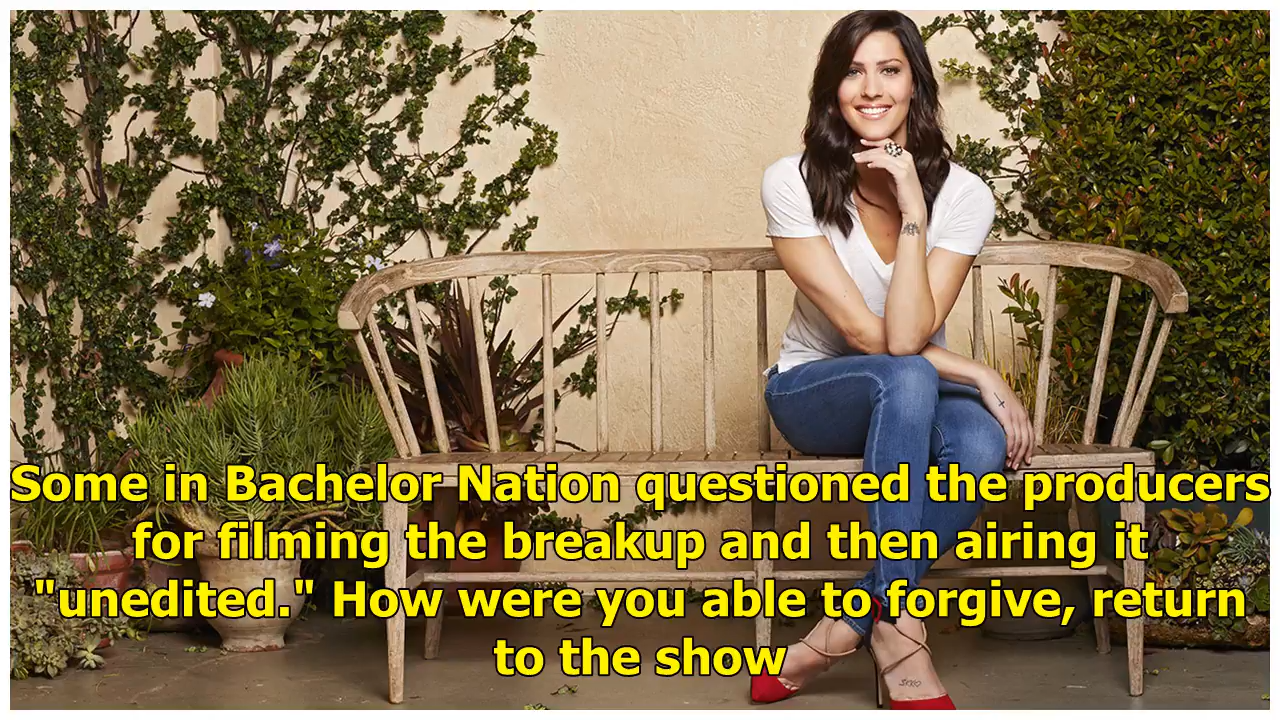 Some in Bachelor Nation questioned the producers
for filming the breakup and then airing it
"unedited." How were you able to forgive, return
to the show